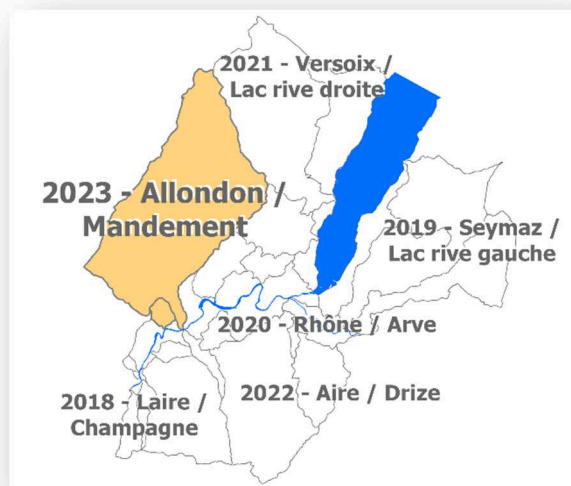 2021 - Versoix /
Lac rive droite
2023 - Allondon /
Mandement
2019 - Seymaz /
Lac rive gauche
2020 - Rhône / Arve
2022 - Aire / Drize
2018 - Laire /
Champagne